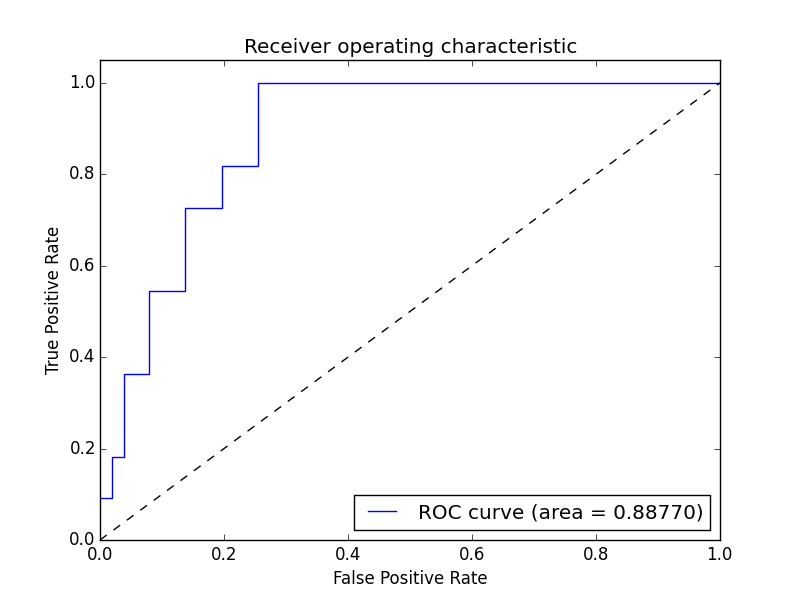 Receiver operating characteristic
1.0
0.8
0.6
0.4
0.2
0.0
True Positive Rate
ROC curve (area = 0.88770)
0.0 0.2 0.4 0.6 0.8 1.0
False Positive Rate